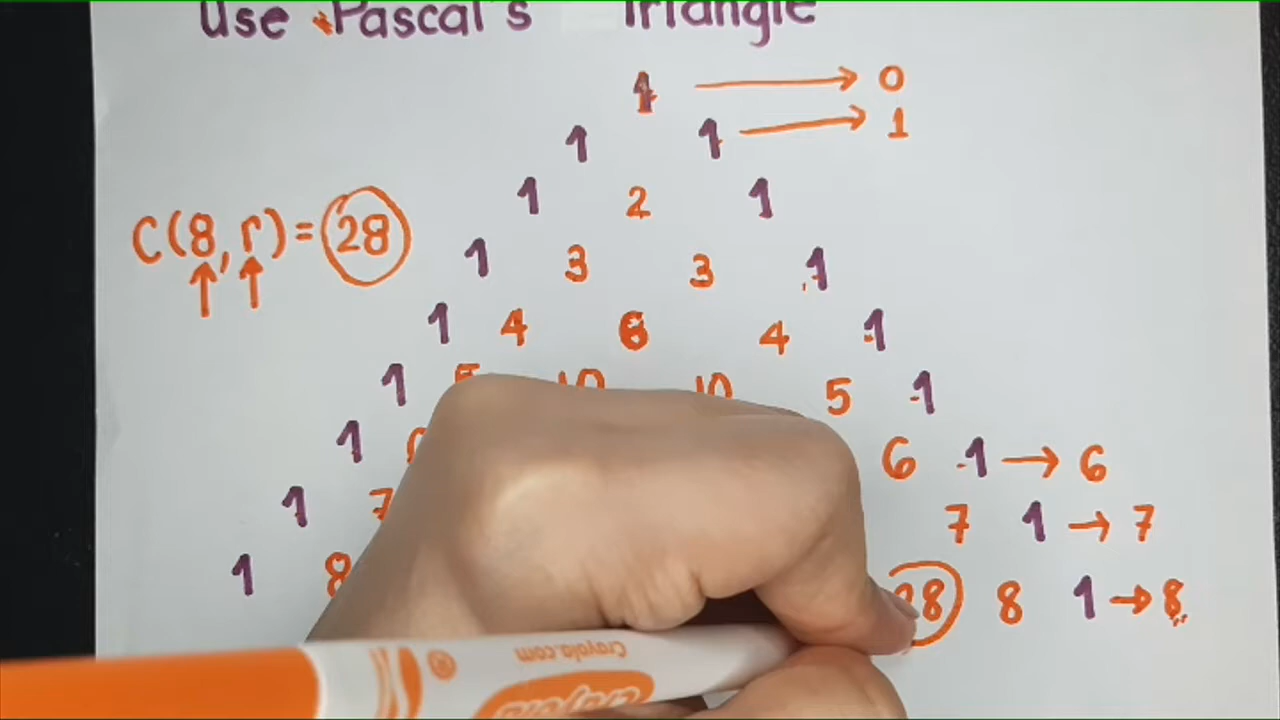 Use Pascal's Triangle
1 → 0
1 1 → 1
1 2 1
C(8,r)=28
1 3 3 1
1 4 6 4 1
1 5 10 10 5 1
1 6 1 → 6
1 7 7 1 → 7
1 8 28 8 1 → 8
Crayola.com